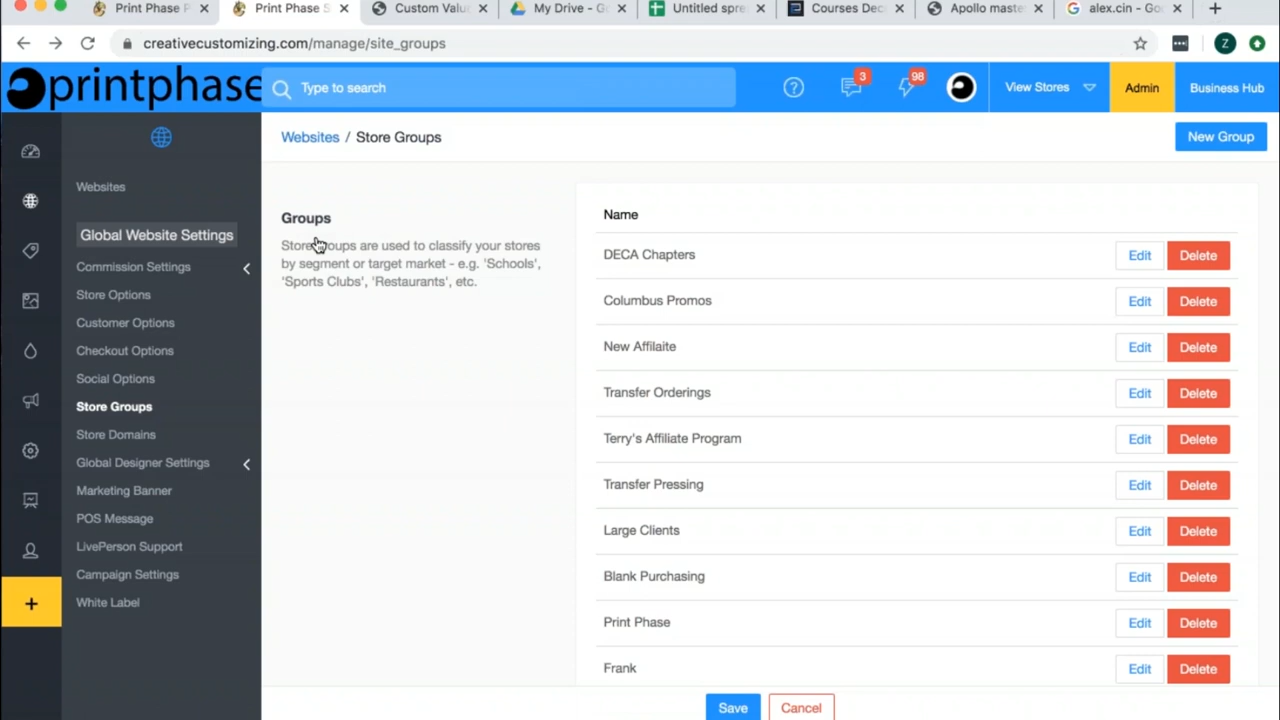 Print Phase P
Print Phase S
Custom Value
My Drive - Go
Untitled spre
Courses Dec
Apollo maste
alex.cin - Goo
creativecustomizing.com/manage/site_groups
Z
printphase
Type to search
3
98
View Stores
Admin
Business Hub
Websites / Store Groups
New Group
Websites
Global Website Settings
Commission Settings
Store Options
Customer Options
Checkout Options
Social Options
Store Groups
Store Domains
Global Designer Settings
Marketing Banner
POS Message
LivePerson Support
Campaign Settings
White Label
Groups
Store groups are used to classify your stores
by segment or target market - e.g. 'Schools',
'Sports Clubs', 'Restaurants', etc.
Name
DECA Chapters Edit Delete
Columbus Promos Edit Delete
New Affilaite Edit Delete
Transfer Orderings Edit Delete
Terry's Affiliate Program Edit Delete
Transfer Pressing Edit Delete
Large Clients Edit Delete
Blank Purchasing Edit Delete
Print Phase Edit Delete
Frank Edit Delete
Save Cancel